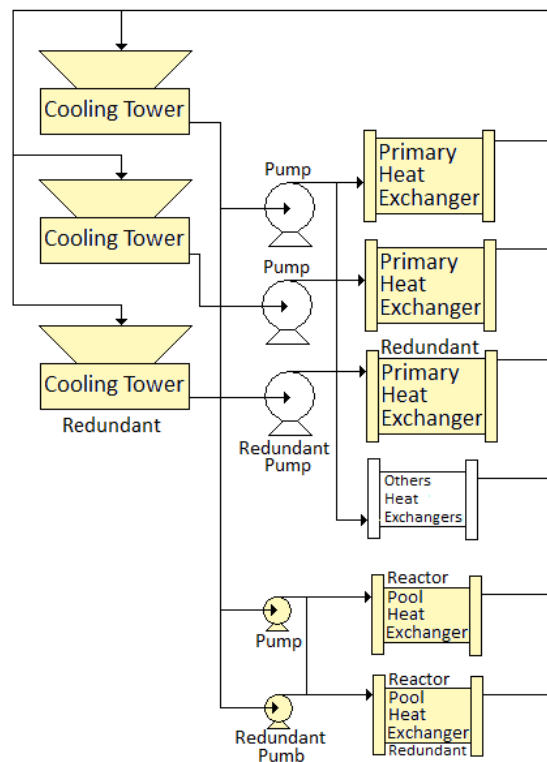 Cooling Tower
Cooling Tower
Cooling Tower
Redundant
Pump
Pump
Redundant
Pump
Primary
Heat
Exchanger
Primary
Heat
Exchanger
Redundant
Primary
Heat
Exchanger
Others
Heat
Exchangers
Pump
Redundant
Pumb
Reactor
Pool
Heat
Exchanger
Reactor
Pool
Heat
Exchanger
Redundant